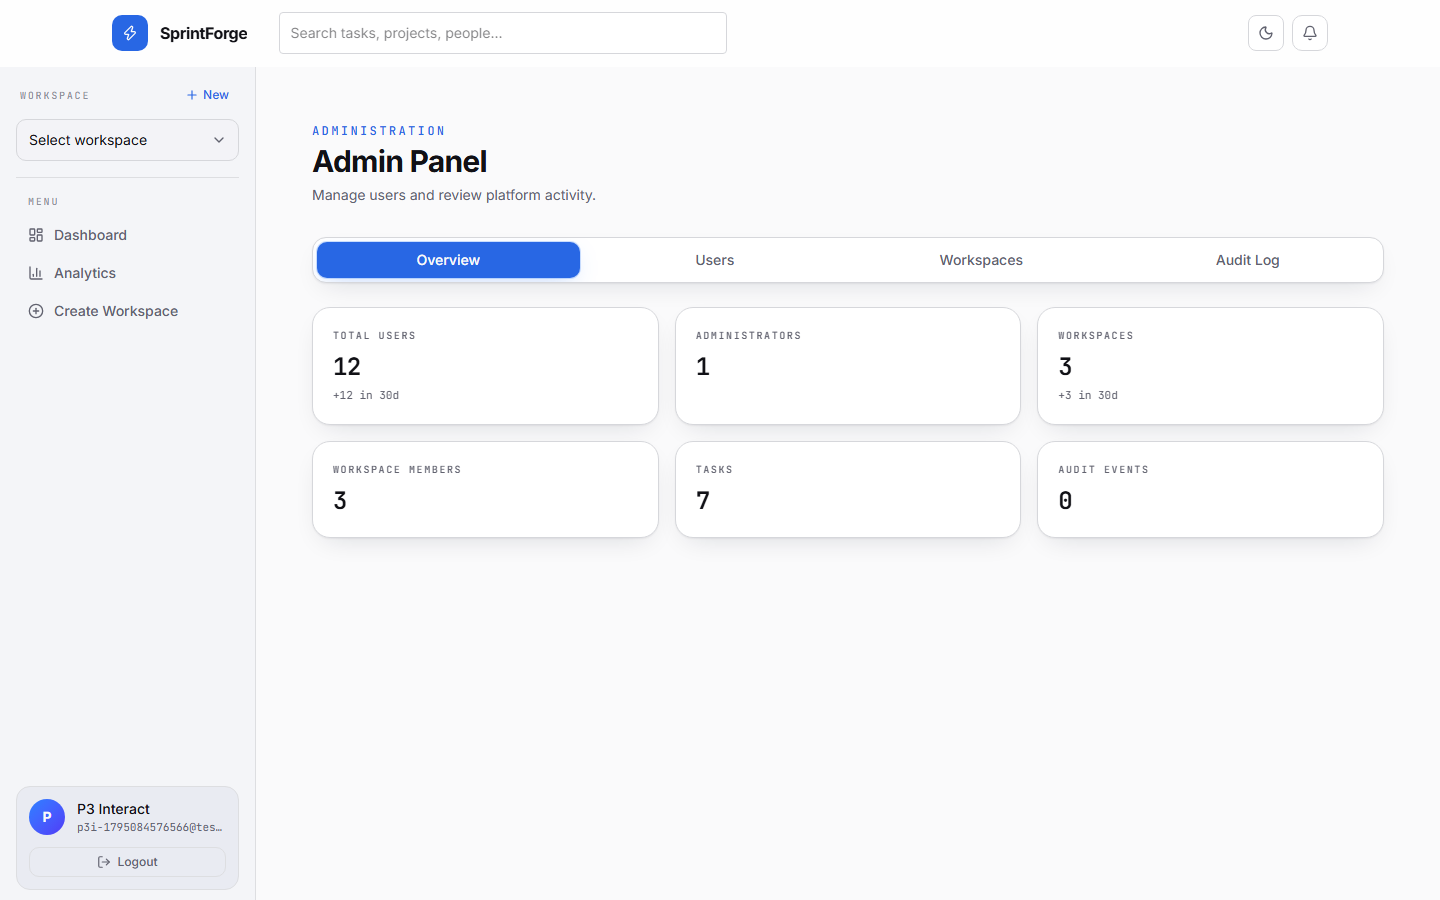 SprintForge
Search tasks, projects, people...
WORKSPACE
New
Select workspace
MENU
Dashboard
Analytics
Create Workspace
P
P3 Interact
p3i-1795084576566@tes…
Logout
ADMINISTRATION
Admin Panel
Manage users and review platform activity.
Overview
Users
Workspaces
Audit Log
TOTAL USERS
12
+12 in 30d
ADMINISTRATORS
1
WORKSPACES
3
+3 in 30d
WORKSPACE MEMBERS
3
TASKS
7
AUDIT EVENTS
0